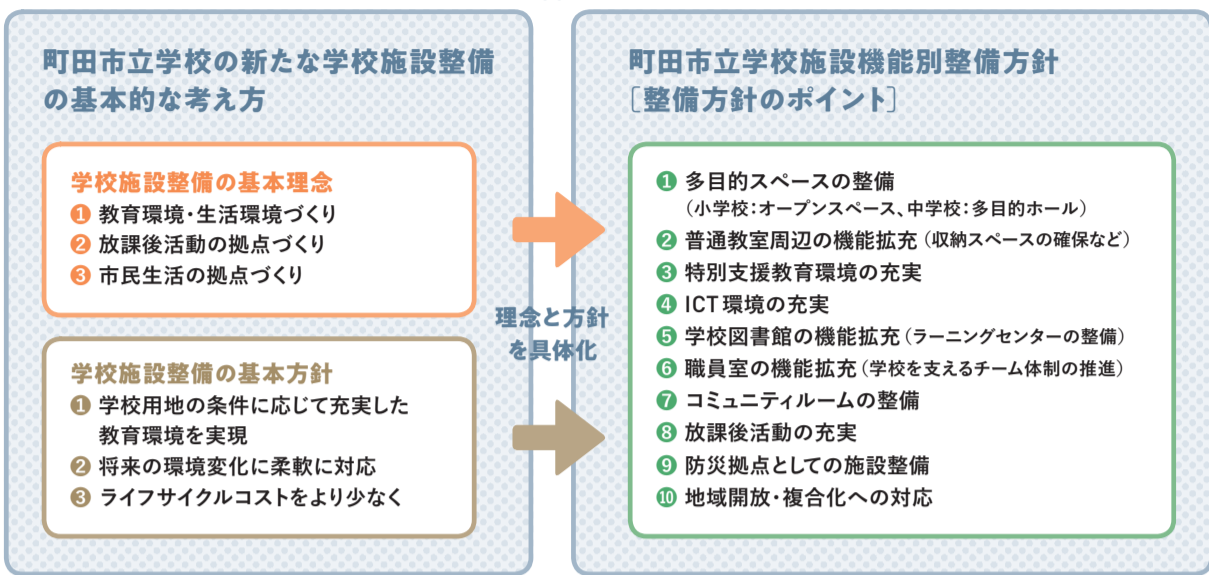 町田市立学校の新たな学校施設整備
の基本的な考え方
学校施設整備の基本理念
❶ 教育環境・生活環境づくり
❷ 放課後活動の拠点づくり
❸ 市民生活の拠点づくり
学校施設整備の基本方針
❶ 学校用地の条件に応じて充実した
教育環境を実現
❷ 将来の環境変化に柔軟に対応
❸ ライフサイクルコストをより少なく
理念と方針
を具体化
町田市立学校施設機能別整備方針
［整備方針のポイント］
❶ 多目的スペースの整備
（小学校：オープンスペース、中学校：多目的ホール）
❷ 普通教室周辺の機能拡充（収納スペースの確保など）
❸ 特別支援教育環境の充実
❹ ICT環境の充実
❺ 学校図書館の機能拡充（ラーニングセンターの整備）
❻ 職員室の機能拡充（学校を支えるチーム体制の推進）
❼ コミュニティルームの整備
❽ 放課後活動の充実
❾ 防災拠点としての施設整備
❿ 地域開放・複合化への対応